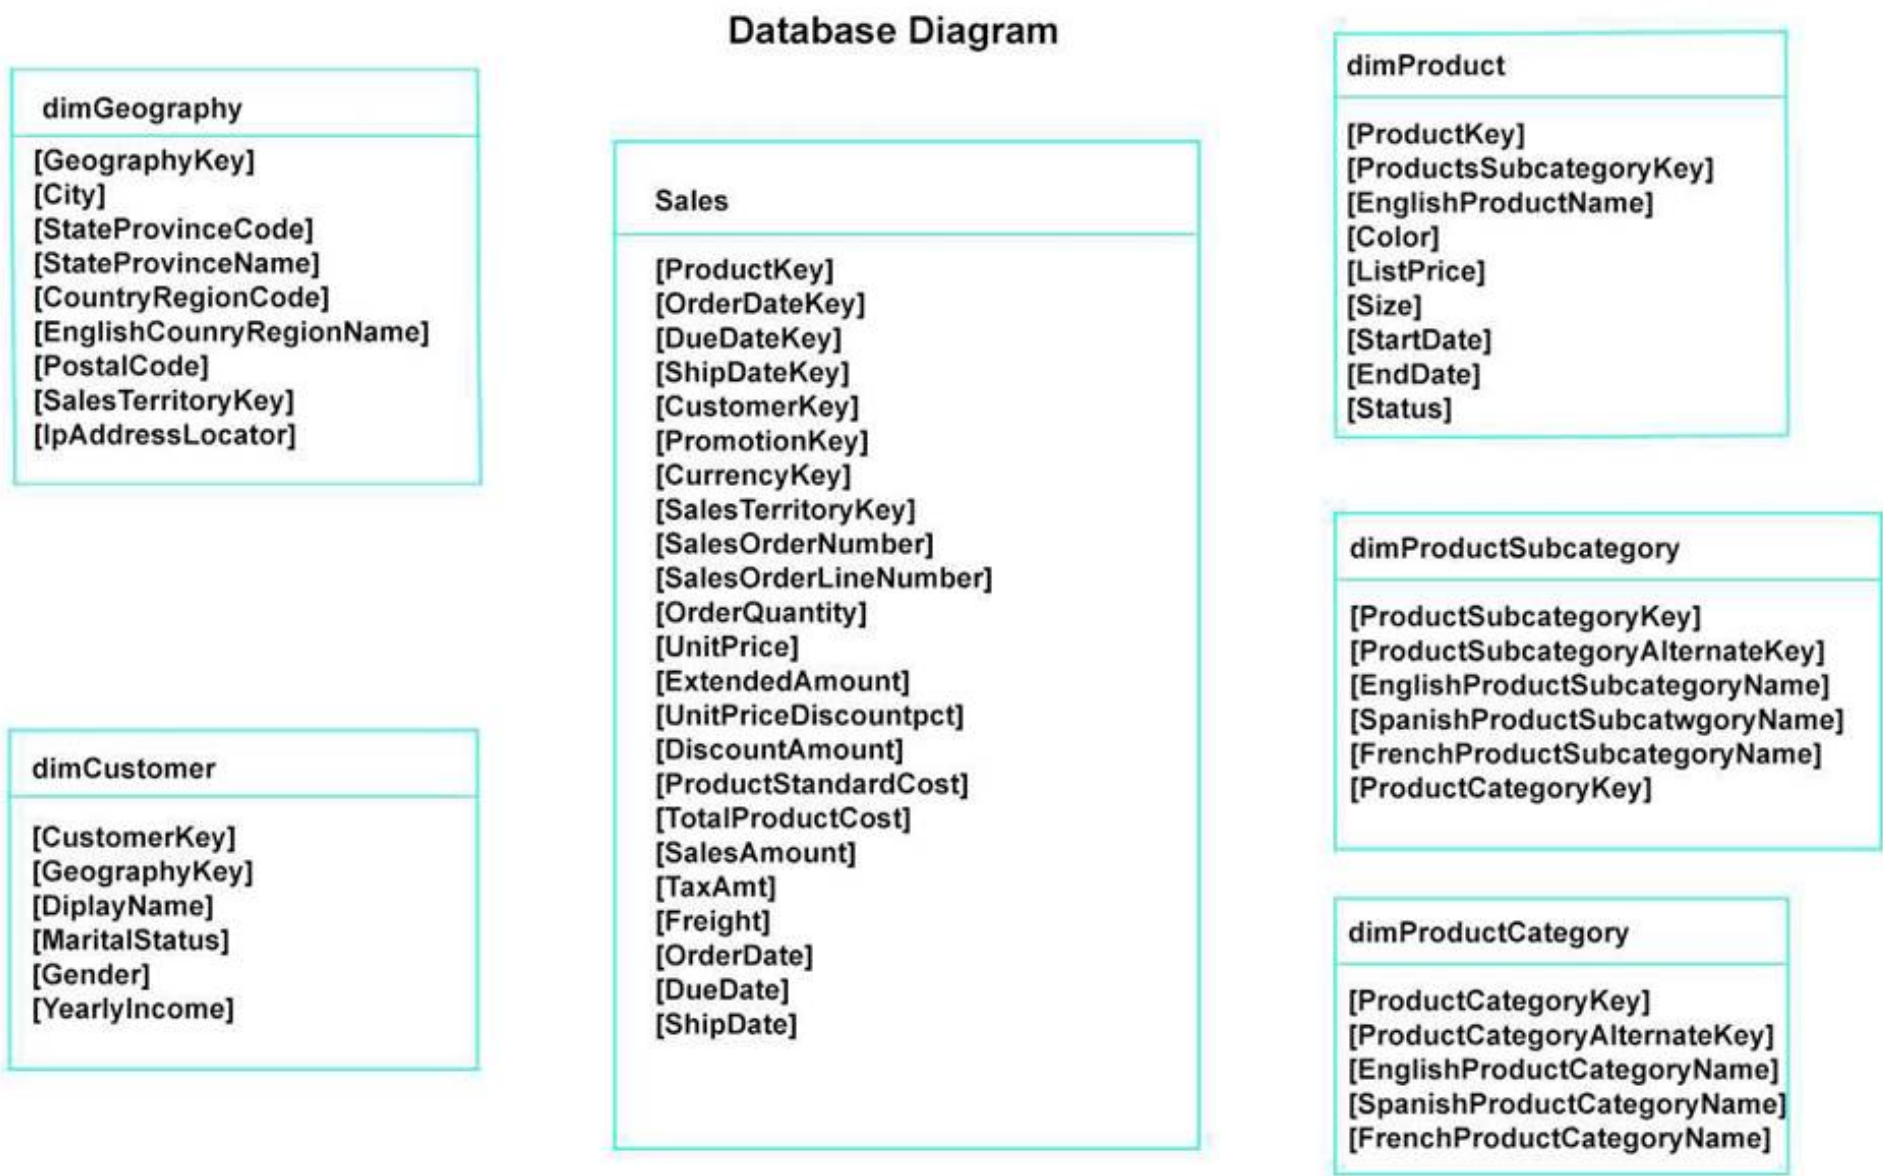 Database Diagram
dimGeography
[GeographyKey]
[City]
[StateProvinceCode]
[StateProvinceName]
[CountryRegionCode]
[EnglishCounryRegionName]
[PostalCode]
[SalesTerritoryKey]
[IpAddressLocator]
dimCustomer
[CustomerKey]
[GeographyKey]
[DiplayName]
[MaritalStatus]
[Gender]
[YearlyIncome]
Sales
[ProductKey]
[OrderDateKey]
[DueDateKey]
[ShipDateKey]
[CustomerKey]
[PromotionKey]
[CurrencyKey]
[SalesTerritoryKey]
[SalesOrderNumber]
[SalesOrderLineNumber]
[OrderQuantity]
[UnitPrice]
[ExtendedAmount]
[UnitPriceDiscountpct]
[DiscountAmount]
[ProductStandardCost]
[TotalProductCost]
[SalesAmount]
[TaxAmt]
[Freight]
[OrderDate]
[DueDate]
[ShipDate]
dimProduct
[ProductKey]
[ProductsSubcategoryKey]
[EnglishProductName]
[Color]
[ListPrice]
[Size]
[StartDate]
[EndDate]
[Status]
dimProductSubcategory
[ProductSubcategoryKey]
[ProductSubcategoryAlternateKey]
[EnglishProductSubcategoryName]
[SpanishProductSubcatwgoryName]
[FrenchProductSubcategoryName]
[ProductCategoryKey]
dimProductCategory
[ProductCategoryKey]
[ProductCategoryAlternateKey]
[EnglishProductCategoryName]
[SpanishProductCategoryName]
[FrenchProductCategoryName]